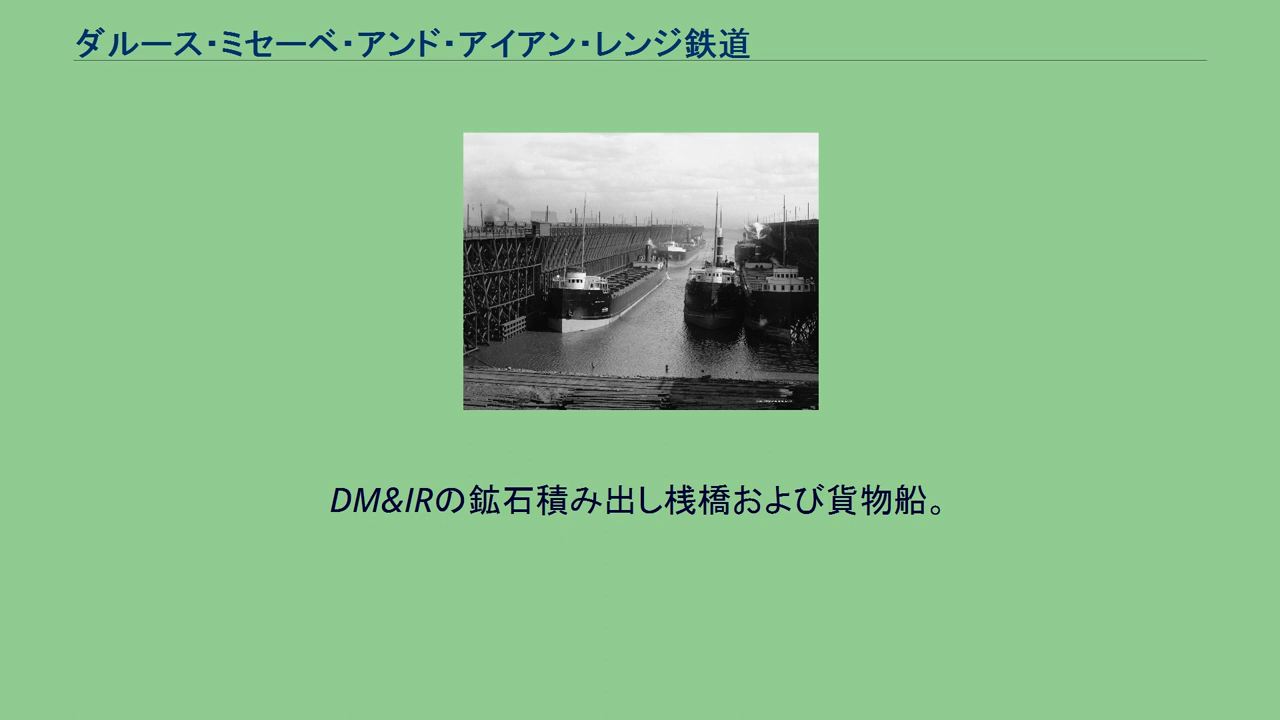 ダルース・ミセーベ・アンド・アイアン・レンジ鉄道
DM&IRの鉱石積み出し桟橋および貨物船。